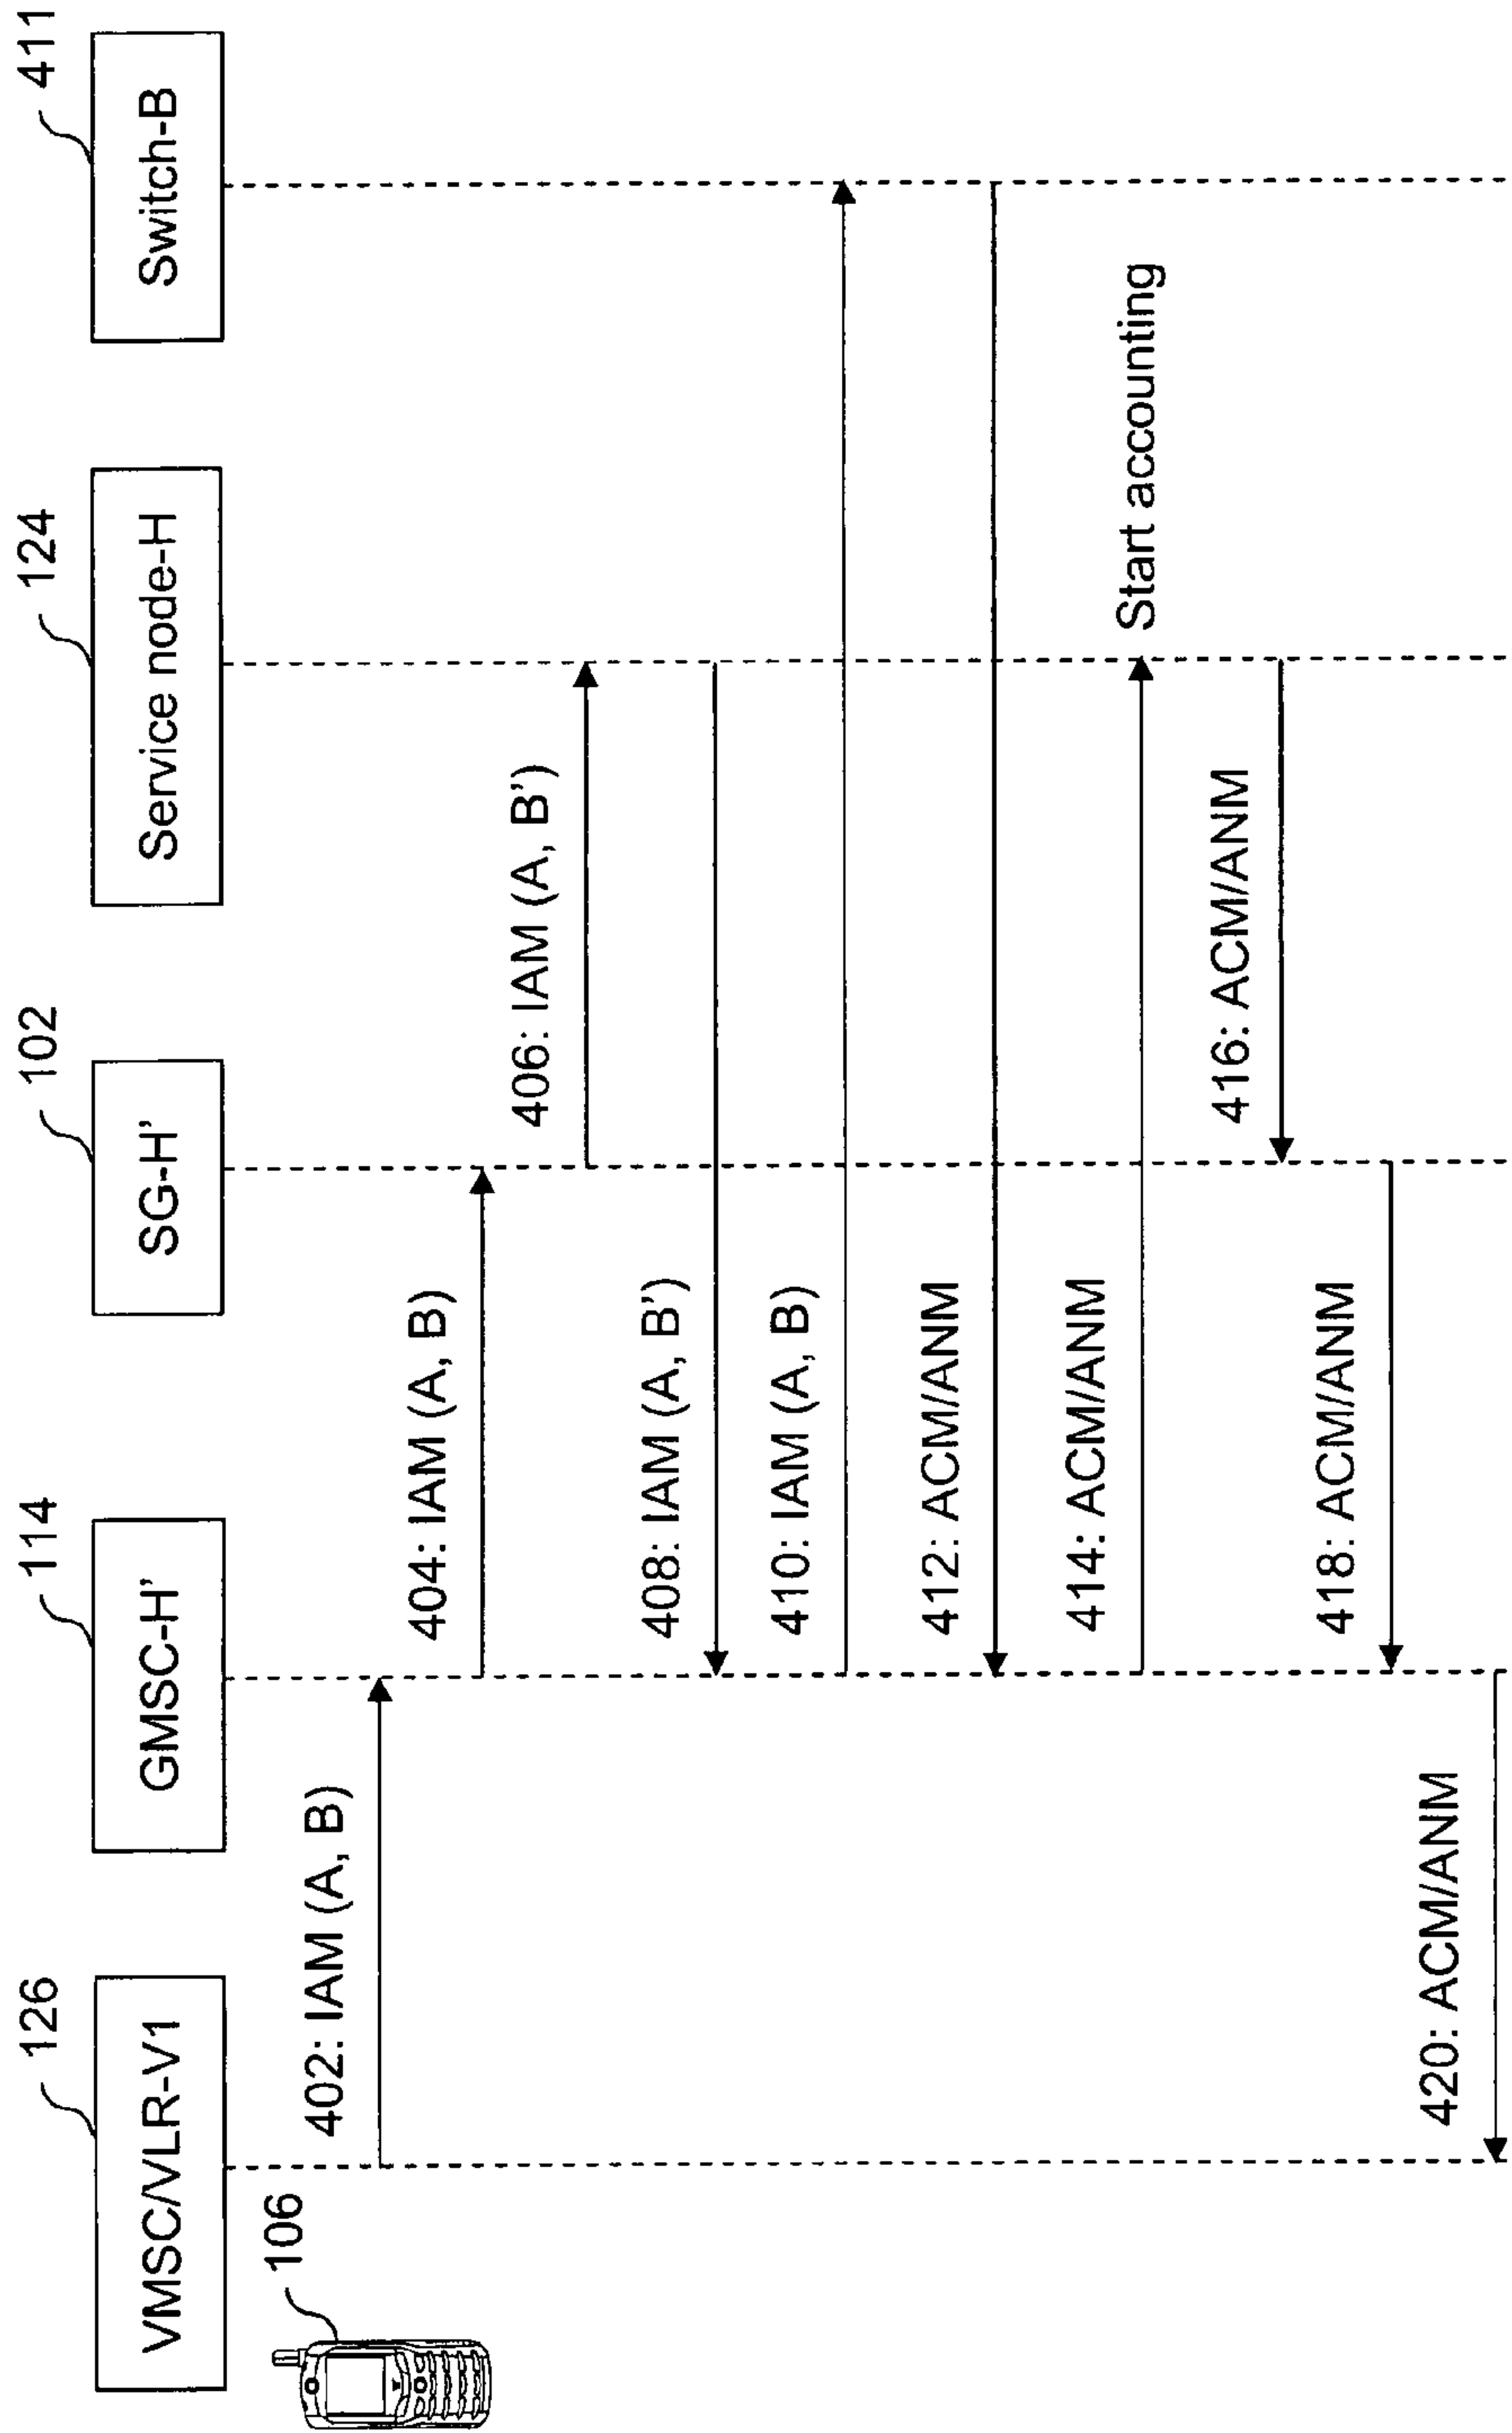 126
VMSC/VLR-V1
114
GMSC-H'
102
SG-H'
124
Service node-H
411
Switch-B
106
402: IAM (A, B)
404: IAM (A, B)
406: IAM (A, B')
408: IAM (A, B')
410: IAM (A, B)
412: ACM/ANM
414: ACM/ANM
Start accounting
416: ACM/ANM
418: ACM/ANM
420: ACM/ANM